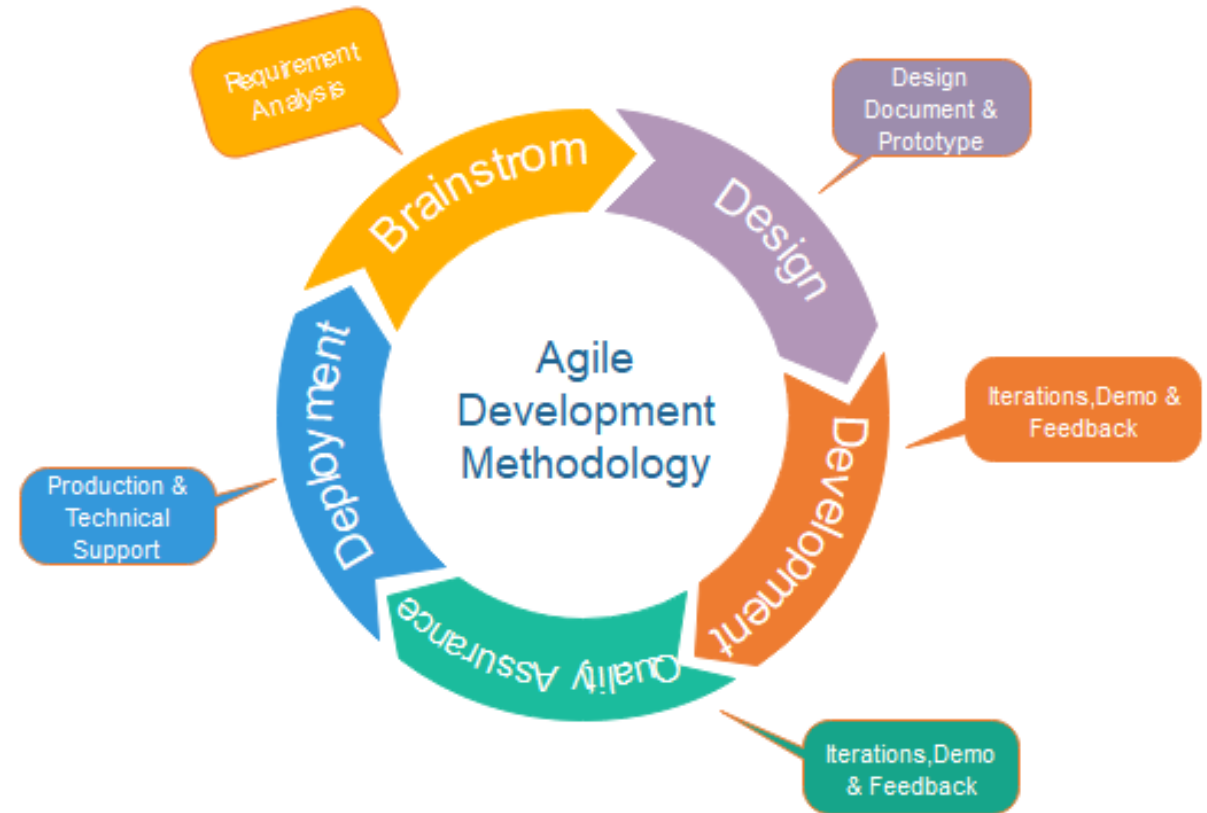 Requirement
Analysis
Brainstrom
Design
Document &
Prototype
Design
Agile
Development
Methodology
Iterations,Demo &
Feedback
Development
Deployment
Production &
Technical
Support
Quality Assurance
Iterations,Demo
& Feedback